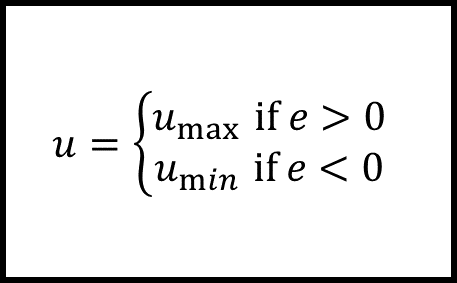 u = { u_max if e > 0
u_min if e < 0